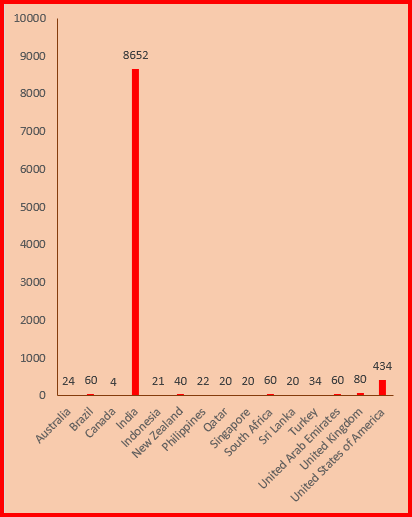 10000
9000
8000
7000
6000
5000
4000
3000
2000
1000
0
24
60
4
8652
21
40
22
20
20
60
20
34
60
80
434
Australia
Brazil
Canada
India
Indonesia
New Zealand
Philippines
Qatar
Singapore
South Africa
Sri Lanka
Turkey
United Arab Emirates
United Kingdom
United States of America